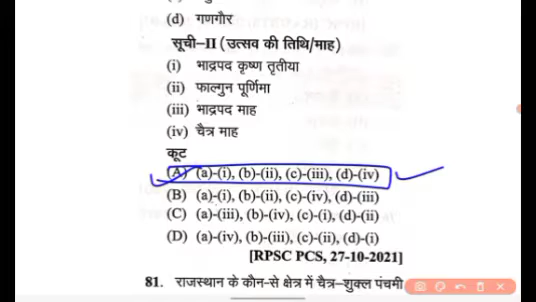 (d) गणगौर
सूची–II (उत्सव की तिथि/माह)
(i) भाद्रपद कृष्ण तृतीया
(ii) फाल्गुन पूर्णिमा
(iii) भाद्रपद माह
(iv) चैत्र माह
कूट
(A) (a)-(i), (b)-(ii), (c)-(iii), (d)-(iv)
(B) (a)-(i), (b)-(ii), (c)-(iv), (d)-(iii)
(C) (a)-(iii), (b)-(iv), (c)-(i), (d)-(ii)
(D) (a)-(iv), (b)-(iii), (c)-(ii), (d)-(i)
[RPSC PCS, 27-10-2021]
81. राजस्थान के कौन-से क्षेत्र में चैत्र–शुक्ल पंचमी